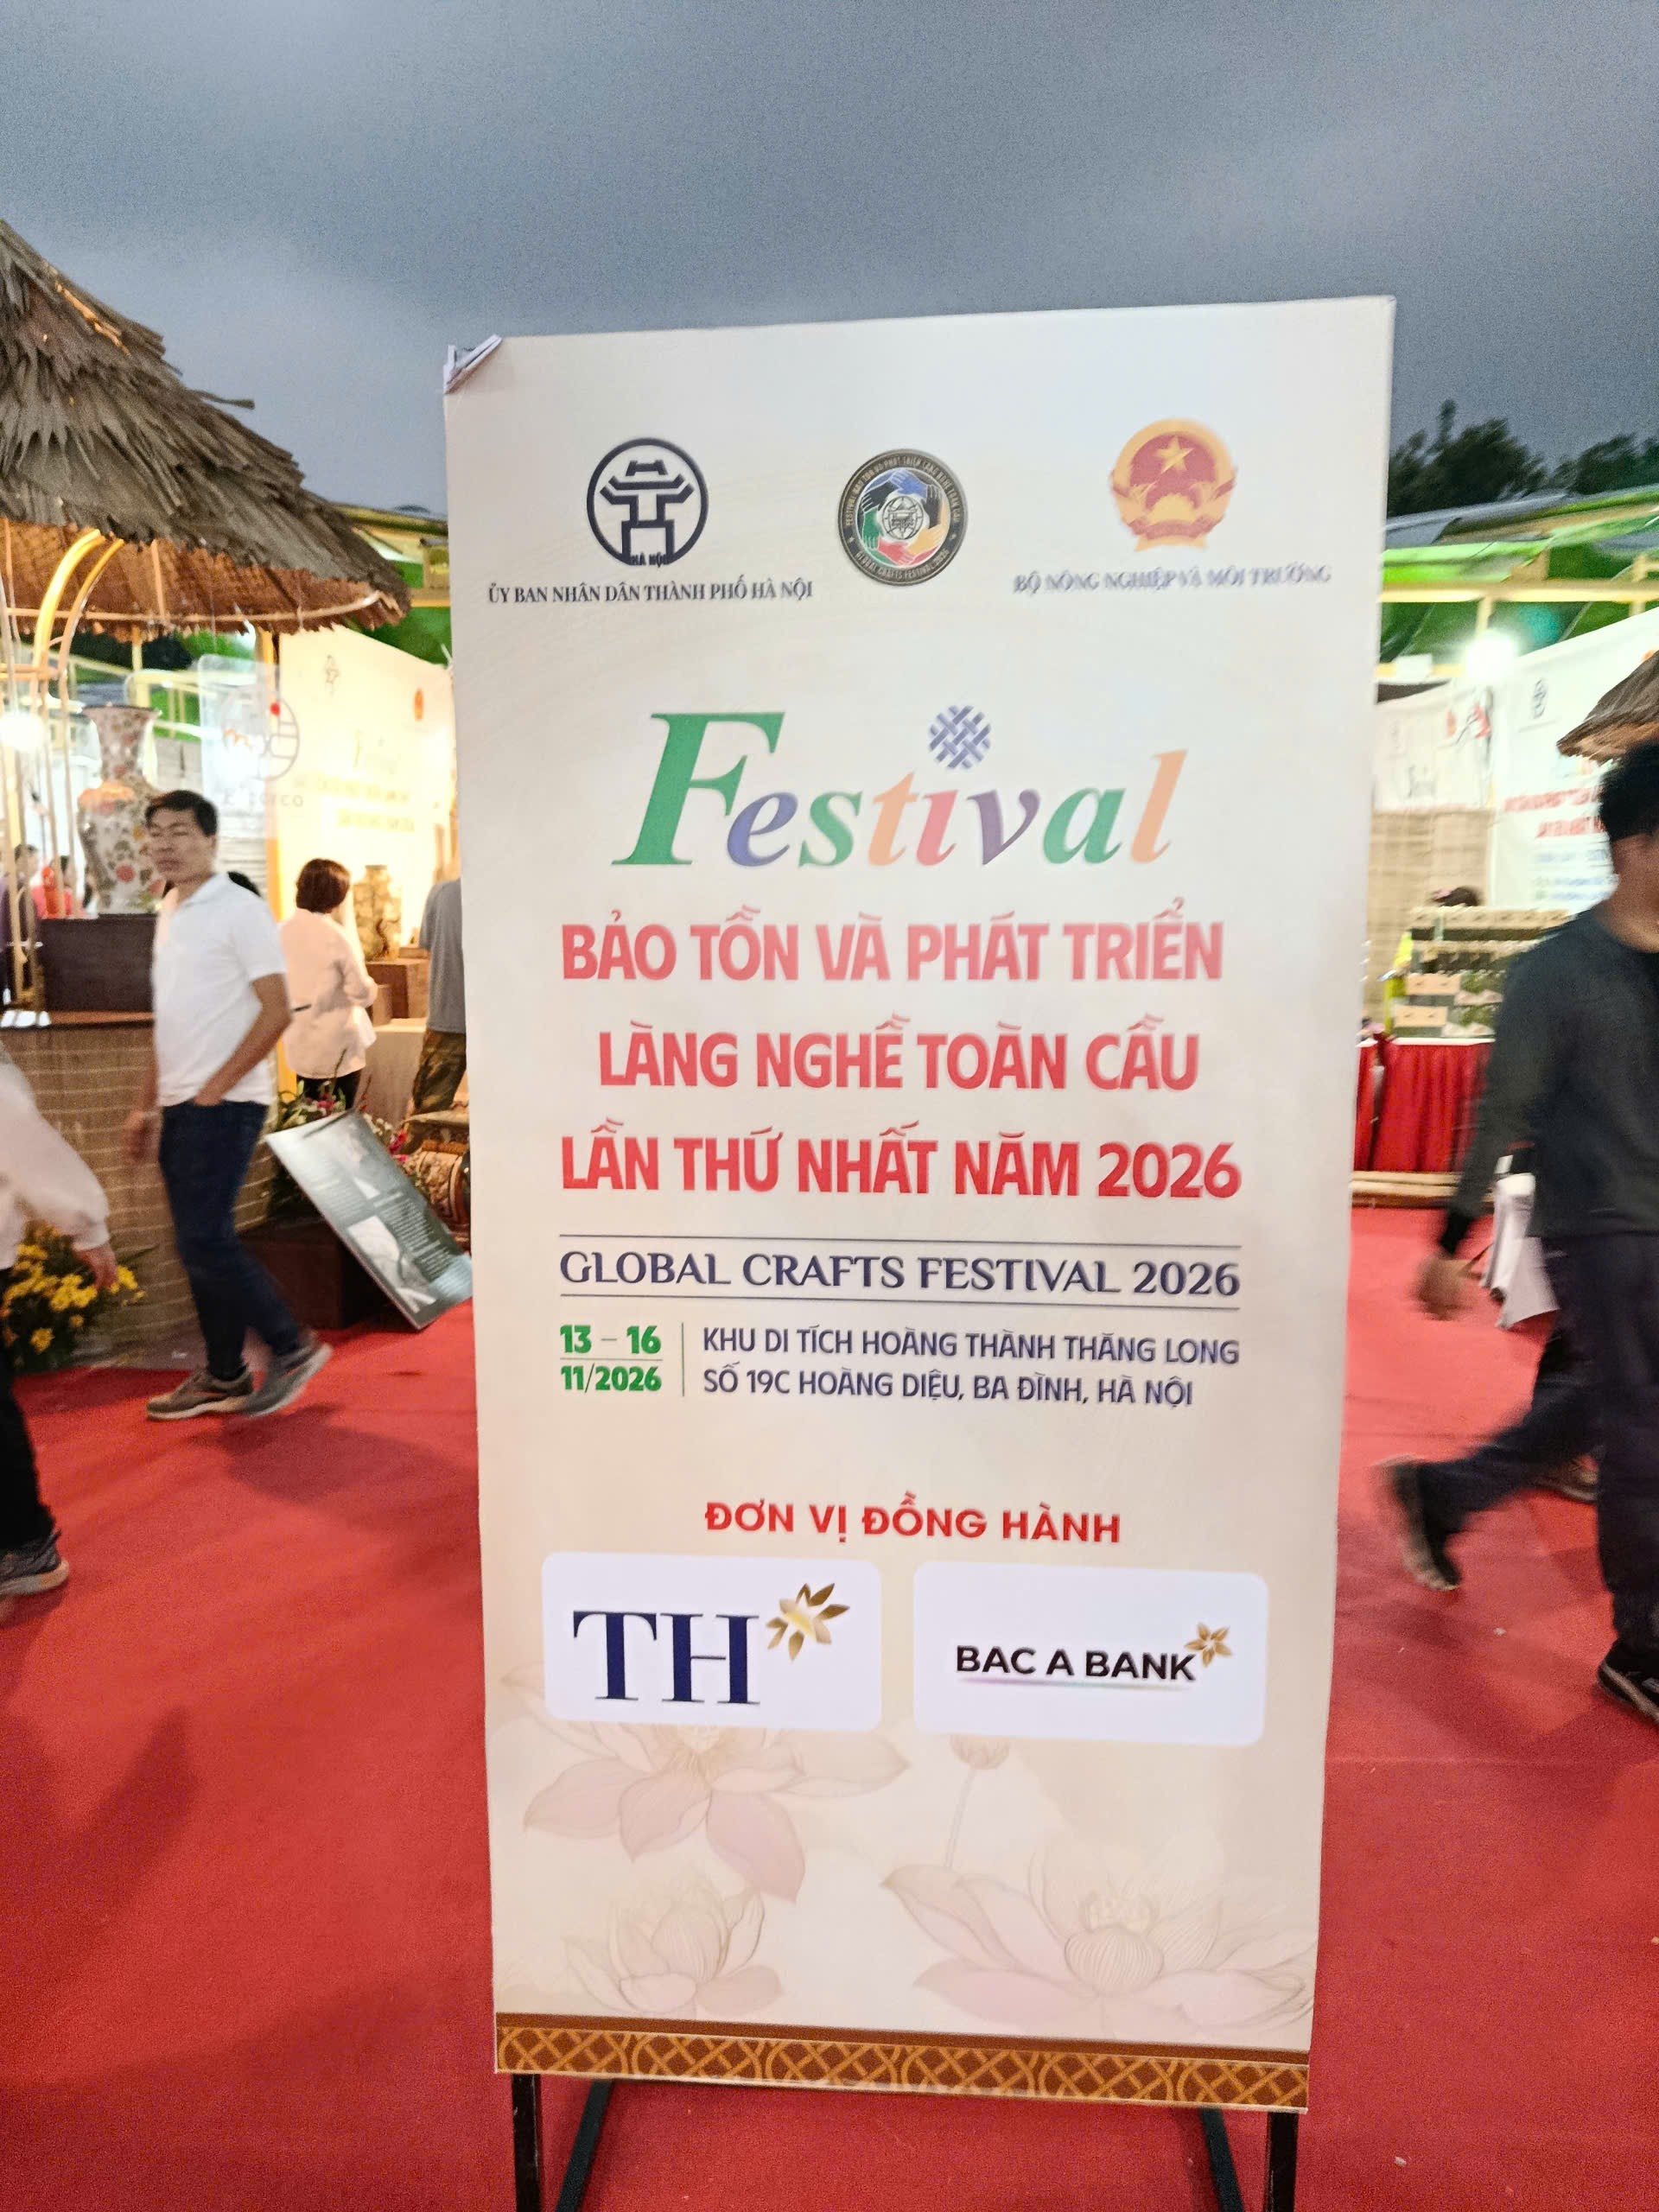 HÀ NỘI
ỦY BAN NHÂN DÂN THÀNH PHỐ HÀ NỘI
BỘ NÔNG NGHIỆP VÀ MÔI TRƯỜNG
Festival
BẢO TỒN VÀ PHÁT TRIỂN
LÀNG NGHỀ TOÀN CẦU
LẦN THỨ NHẤT NĂM 2026
GLOBAL CRAFTS FESTIVAL 2026
13 – 16
11/2026
KHU DI TÍCH HOÀNG THÀNH THĂNG LONG
SỐ 19C HOÀNG DIỆU, BA ĐÌNH, HÀ NỘI
ĐƠN VỊ ĐỒNG HÀNH
TH
BAC A BANK